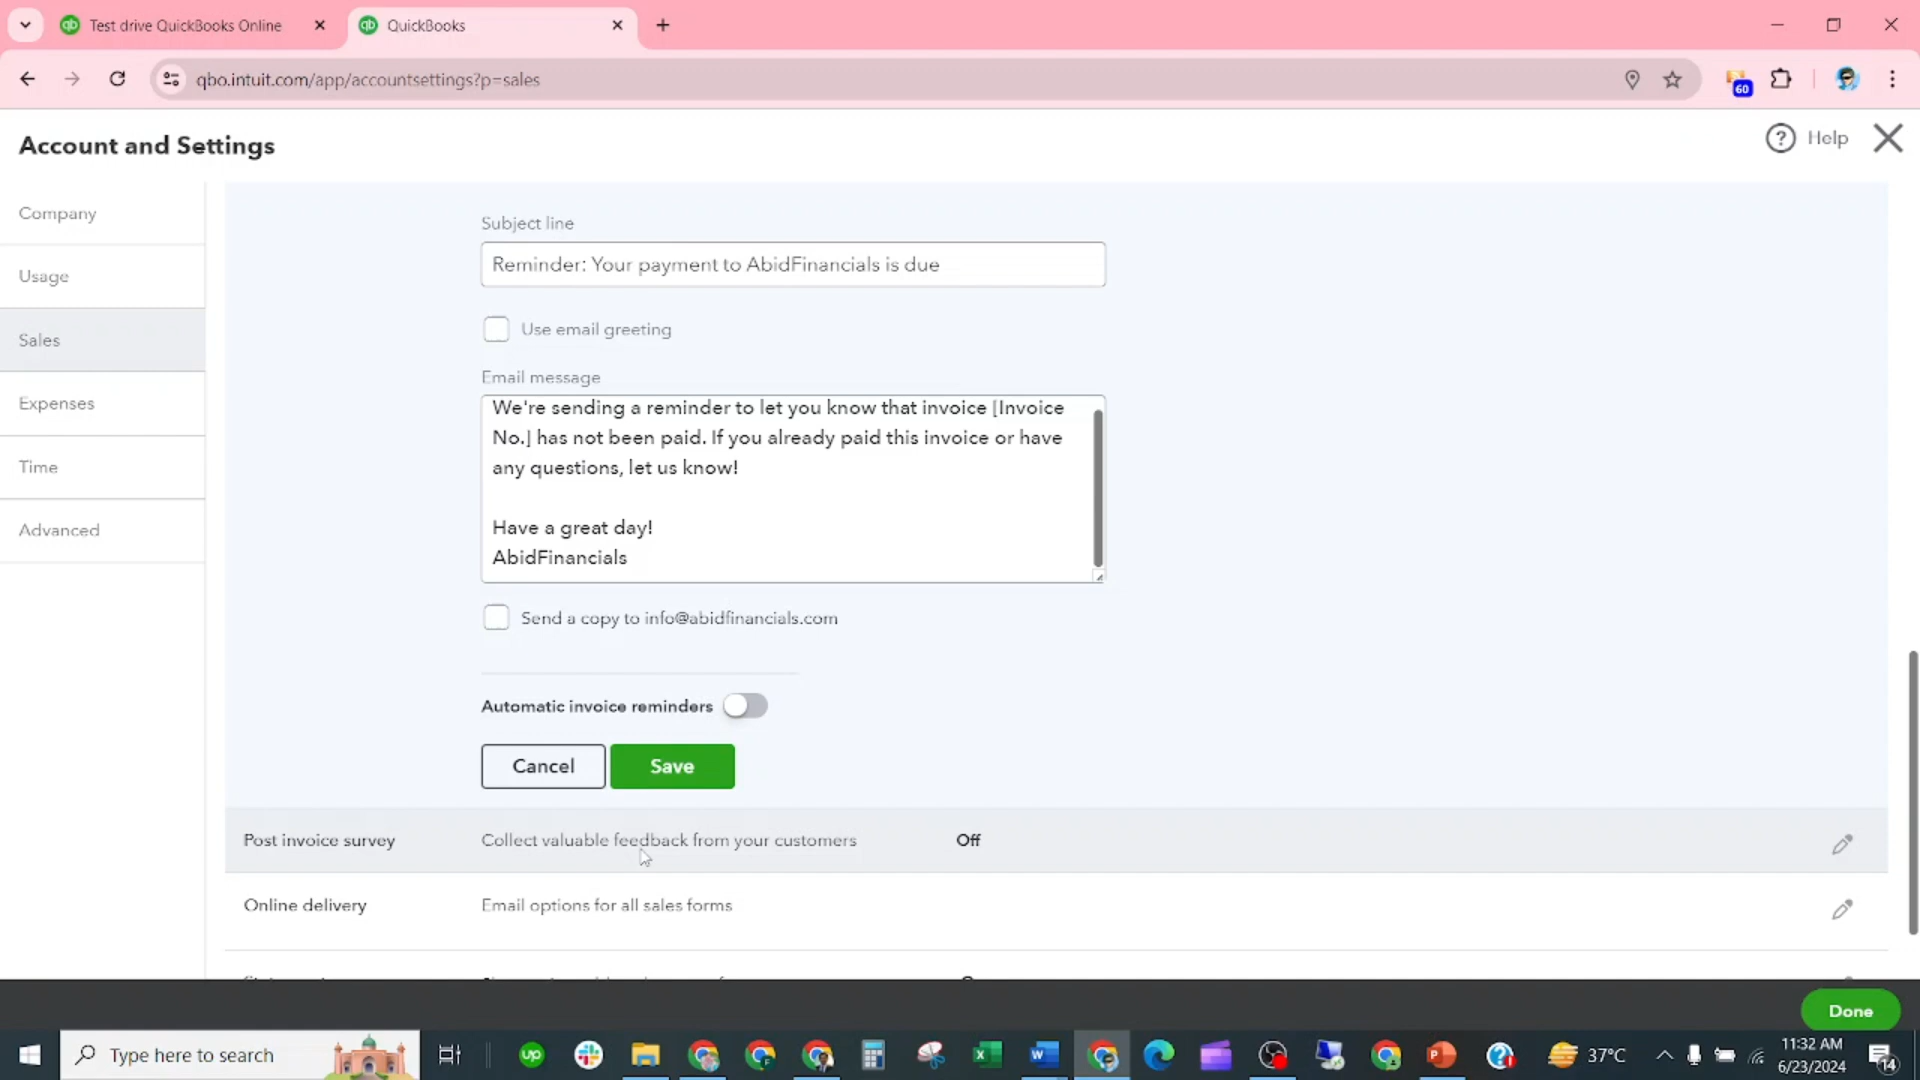 Test drive QuickBooks Online
QuickBooks
qbo.intuit.com/app/accountsettings?p=sales
60
Account and Settings
Help
Company
Usage
Sales
Expenses
Time
Advanced
Subject line
Reminder: Your payment to AbidFinancials is due
Use email greeting
Email message
We're sending a reminder to let you know that invoice [Invoice
No.] has not been paid. If you already paid this invoice or have
any questions, let us know!
Have a great day!
AbidFinancials
Send a copy to info@abidfinancials.com
Automatic invoice reminders
Cancel
Save
Post invoice survey
Collect valuable feedback from your customers
Off
Online delivery
Email options for all sales forms
Done
Type here to search
37°C
11:32 AM
6/23/2024
14